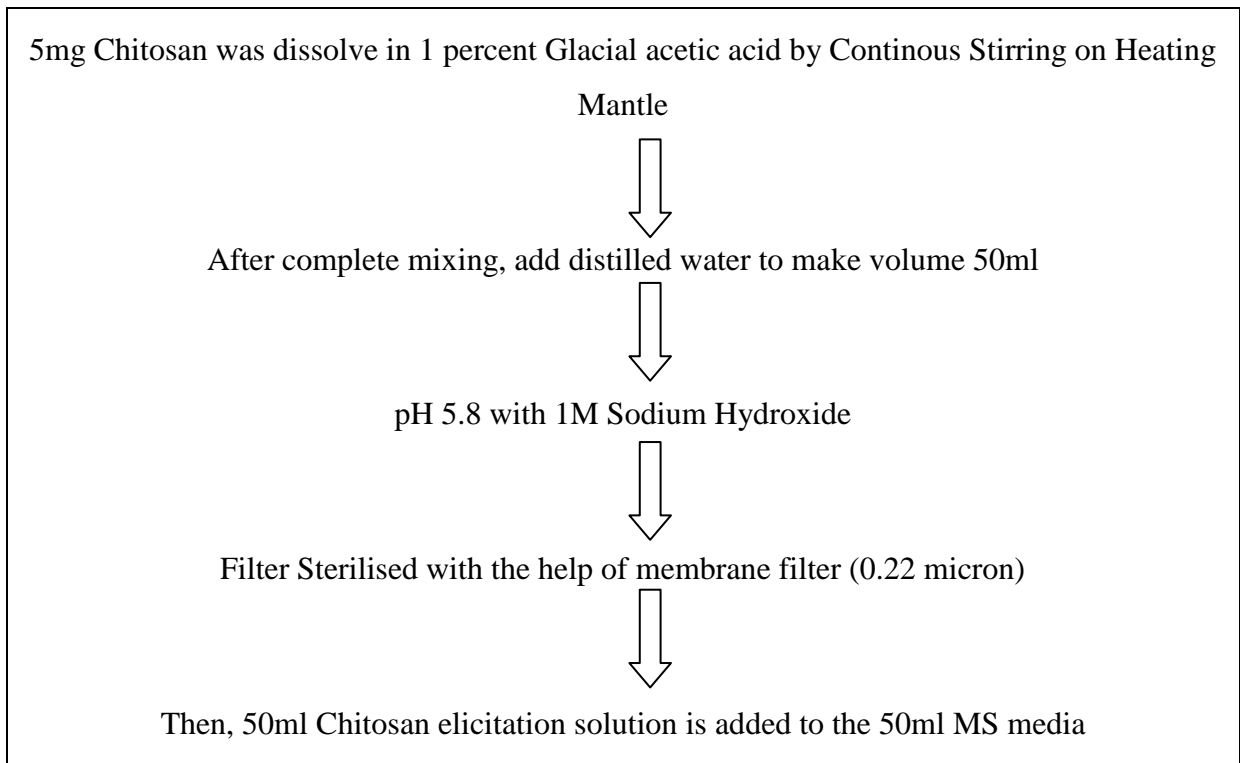 5mg Chitosan was dissolve in 1 percent Glacial acetic acid by Continous Stirring on Heating
Mantle
After complete mixing, add distilled water to make volume 50ml
pH 5.8 with 1M Sodium Hydroxide
Filter Sterilised with the help of membrane filter (0.22 micron)
Then, 50ml Chitosan elicitation solution is added to the 50ml MS media